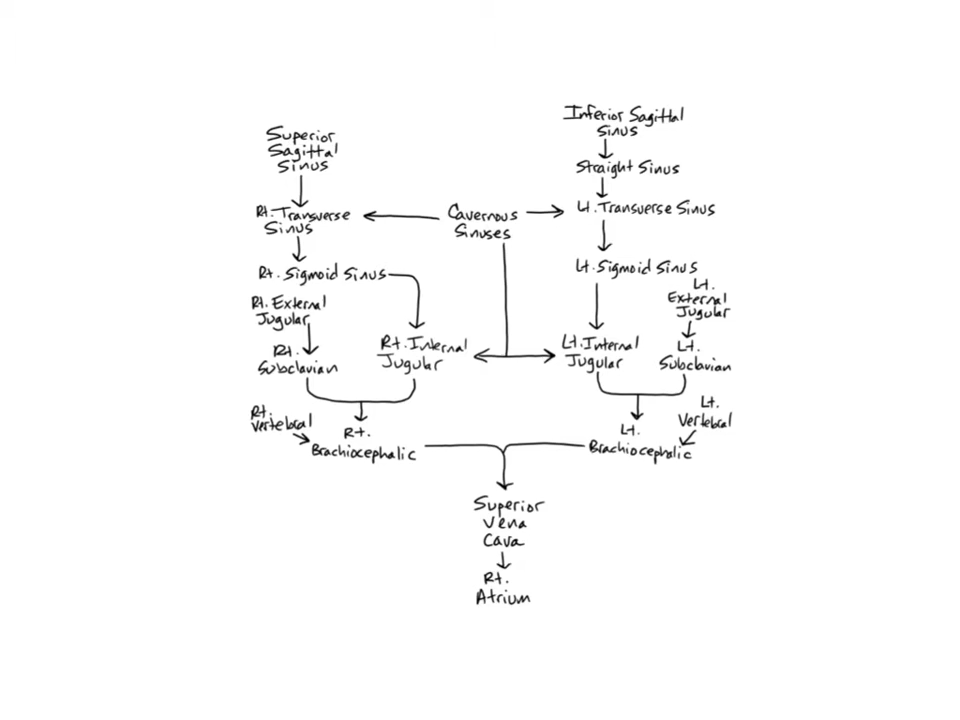 Inferior Sagittal
Sinus
Superior
Sagittal
Sinus
Straight Sinus
Rt. Transverse
Sinus
Cavernous
Sinuses
Lt. Transverse Sinus
Rt. Sigmoid Sinus
Lt. Sigmoid Sinus
Rt. External
Jugular
Lt.
External
Jugular
Rt.
Subclavian
Rt. Internal
Jugular
Lt. Internal
Jugular
Lt.
Subclavian
Rt.
Vertebral
Rt.
Brachiocephalic
Lt.
Brachiocephalic
Lt.
Vertebral
Superior
Vena
Cava
Rt.
Atrium